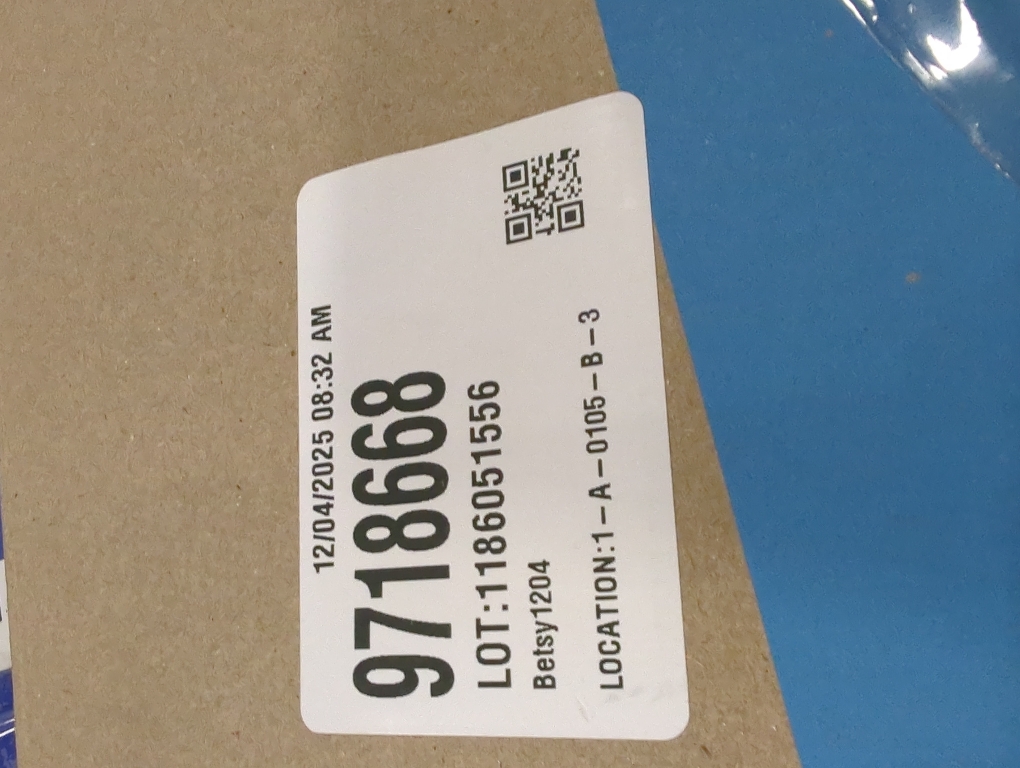 12/04/2025 08:32 AM
9718668
LOT:1186051556
Betsy1204
LOCATION:1-A-0105-B-3